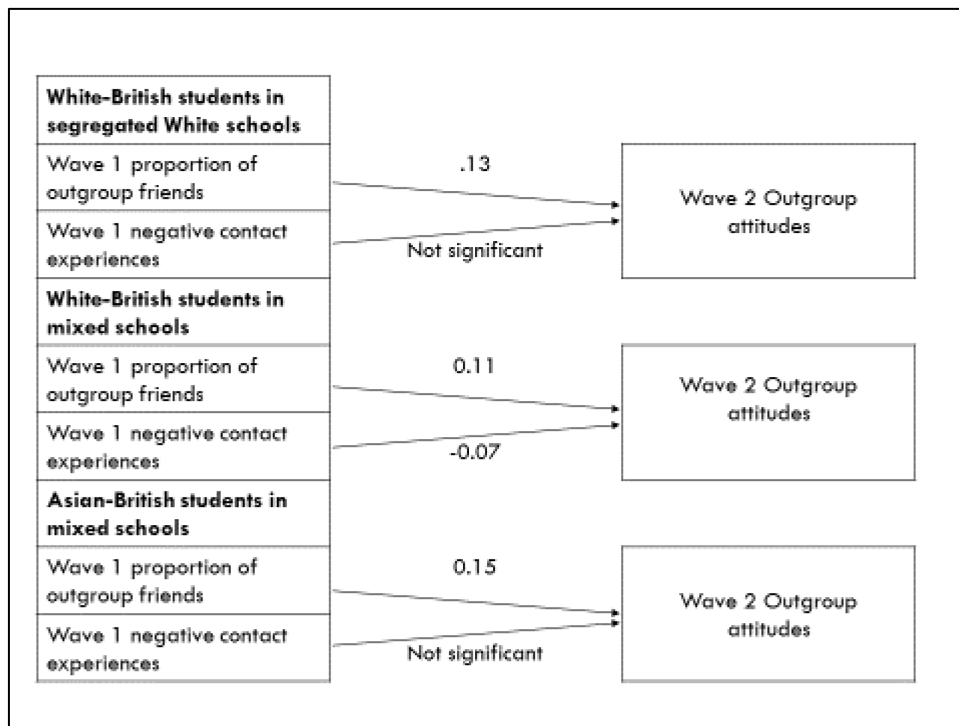 White-British students in
segregated White schools
Wave 1 proportion of
outgroup friends
.13
Wave 1 negative contact
experiences
Not significant
Wave 2 Outgroup
attitudes
White-British students in
mixed schools
Wave 1 proportion of
outgroup friends
0.11
Wave 1 negative contact
experiences
-0.07
Wave 2 Outgroup
attitudes
Asian-British students in
mixed schools
Wave 1 proportion of
outgroup friends
0.15
Wave 1 negative contact
experiences
Not significant
Wave 2 Outgroup
attitudes